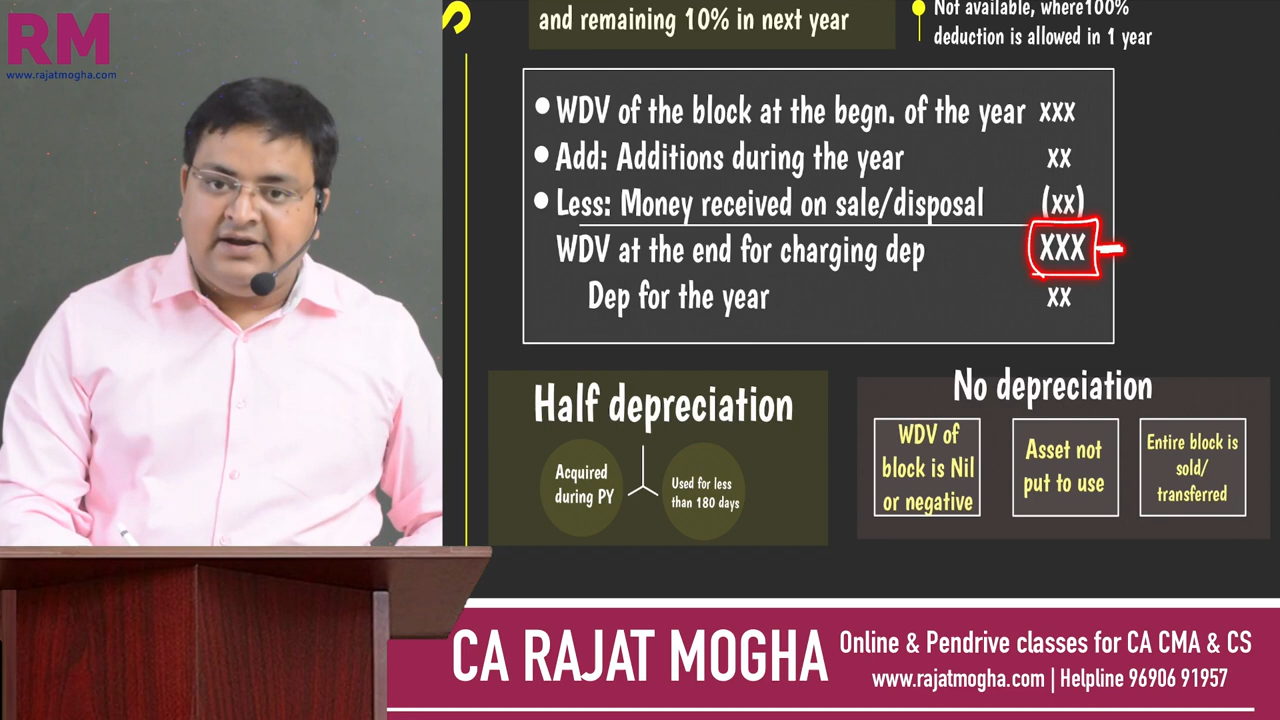 RM
www.rajatmogha.com
and remaining 10% in next year
Not available, where100%
deduction is allowed in 1 year
• WDV of the block at the begn. of the year xxx
• Add: Additions during the year xx
• Less: Money received on sale/disposal (xx)
WDV at the end for charging dep XXX
Dep for the year xx
Half depreciation
Acquired
during PY
Used for less
than 180 days
No depreciation
WDV of
block is Nil
or negative
Asset not
put to use
Entire block is
sold/
transferred
CA RAJAT MOGHA
Online & Pendrive classes for CA CMA & CS
www.rajatmogha.com | Helpline 96906 91957